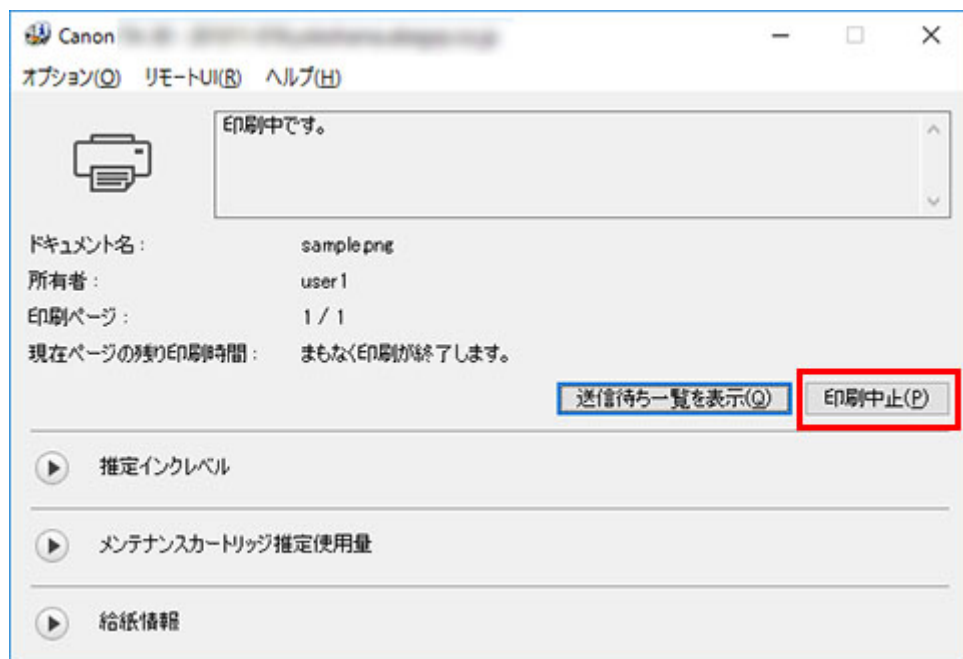 Canon
オプション(O) リモートUI(R) ヘルプ(H)
印刷中です。
ドキュメント名 : sample.png
所有者 : user1
印刷ページ : 1 / 1
現在ページの残り印刷時間 : まもなく印刷が終了します。
送信待ち一覧を表示(Q) 印刷中止(P)
推定インクレベル
メンテナンスカートリッジ推定使用量
給紙情報